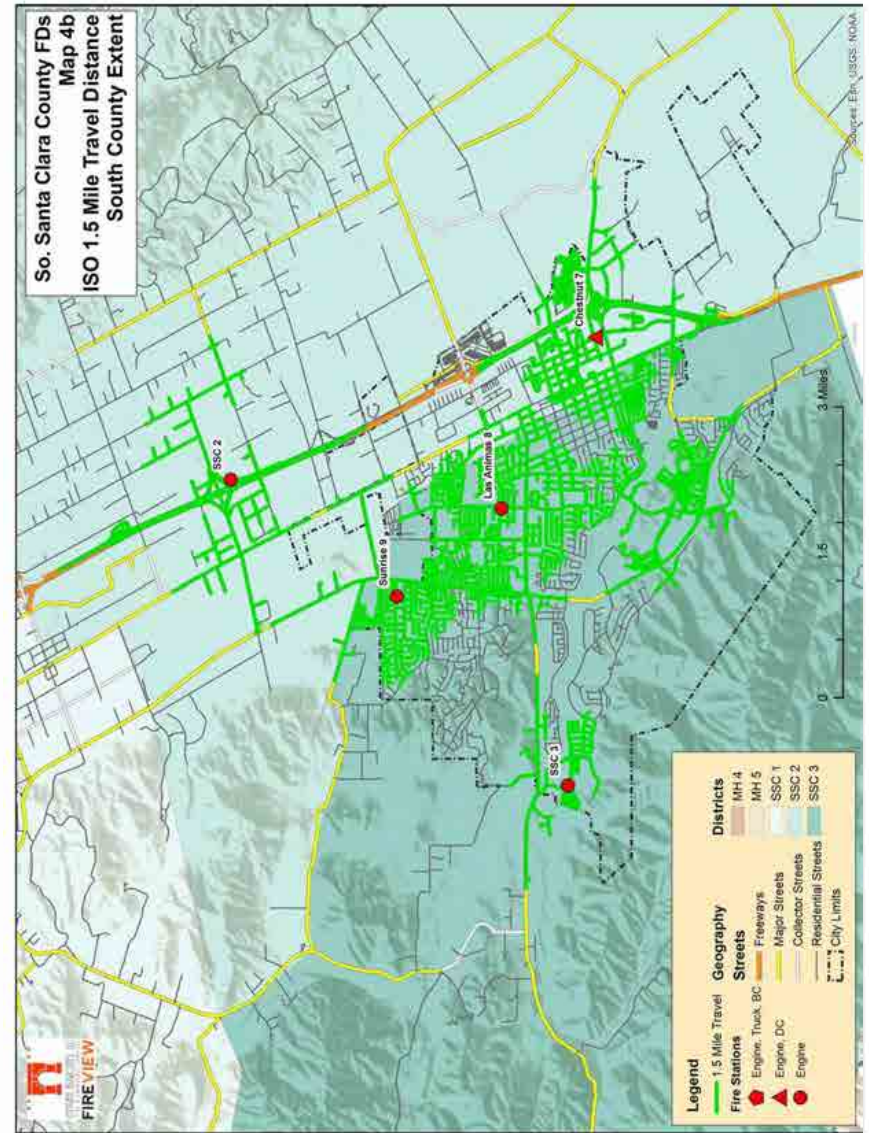 So. Santa Clara County FDs
Map 4b
ISO 1.5 Mile Travel Distance
South County Extent
FIREVIEW
SSC 2
Sunrise 9
Las Animas 8
Chestnut 7
SSC 3
0
1.5
3 Miles
Legend
1.5 Mile Travel
Fire Stations
Engine, Truck, BC
Engine, DC
Engine
Geography
Streets
Freeways
Major Streets
Collector Streets
Residential Streets
City Limits
Districts
MH 4
MH 5
SSC 1
SSC 2
SSC 3
Sources: Esri, USGS, NOAA